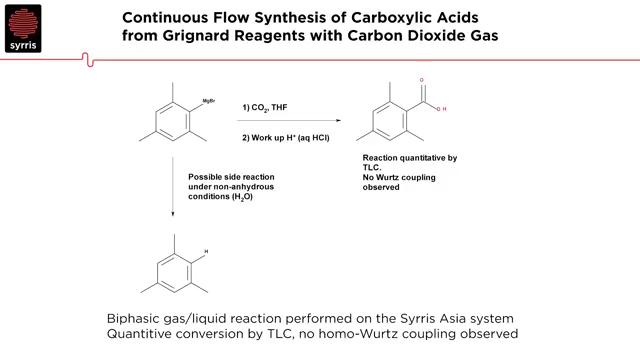 syrris
Continuous Flow Synthesis of Carboxylic Acids
from Grignard Reagents with Carbon Dioxide Gas
MgBr
1) CO₂, THF
2) Work up H⁺ (aq HCl)
O
O H
Reaction quantitative by
TLC.
No Wurtz coupling
observed
Possible side reaction
under non-anhydrous
conditions (H₂O)
H
Biphasic gas/liquid reaction performed on the Syrris Asia system
Quantitive conversion by TLC, no homo-Wurtz coupling observed